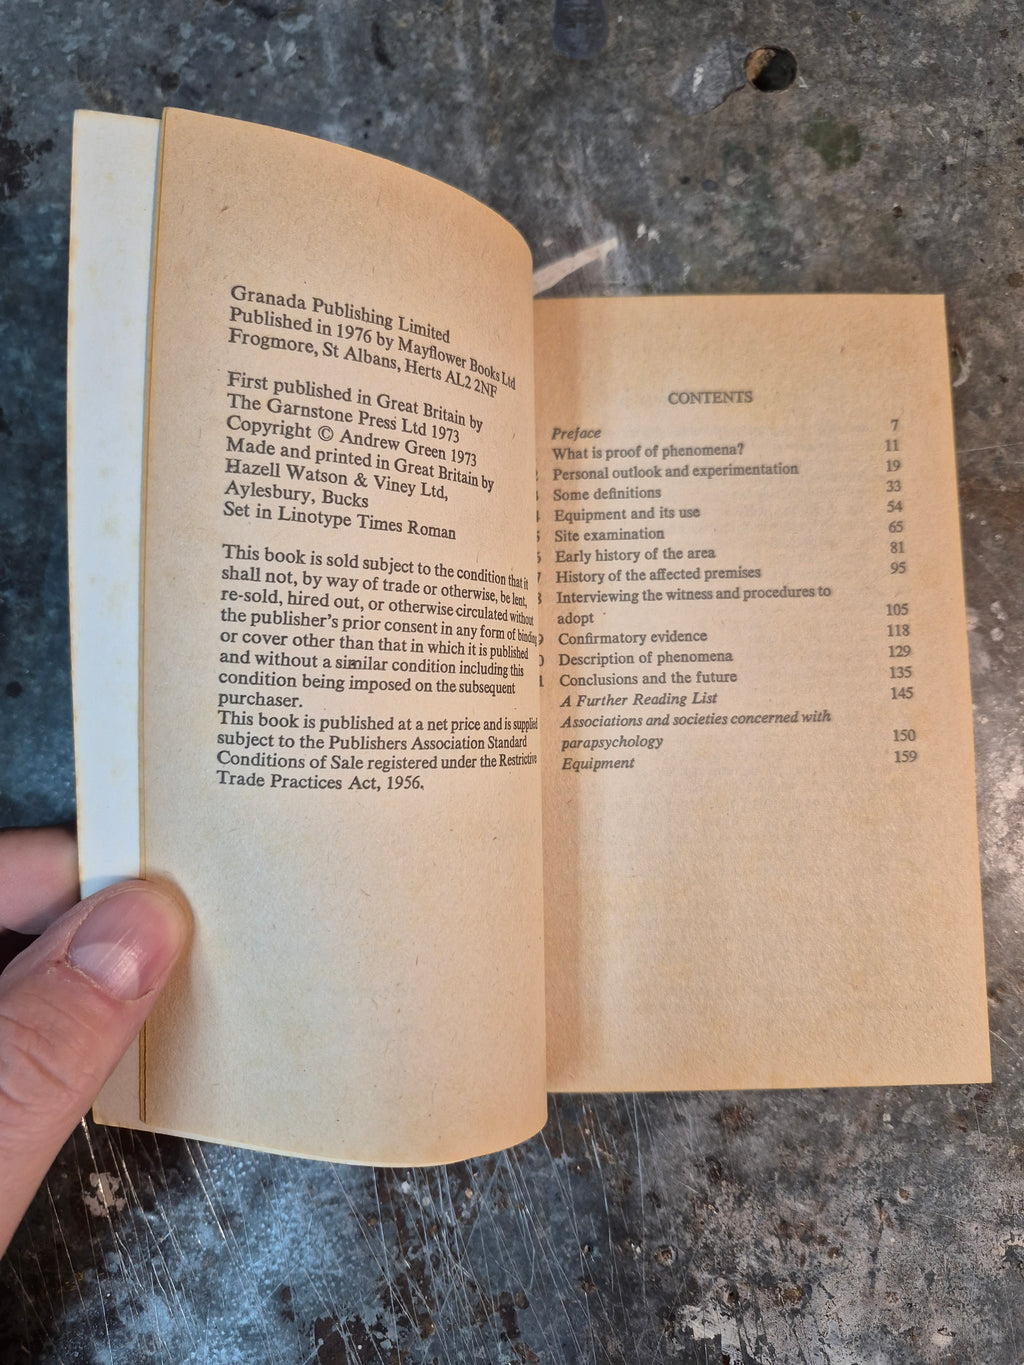 Granada Publishing Limited
Published in 1976 by Mayflower Books Ltd
Frogmore, St Albans, Herts AL2 2NF
First published in Great Britain by
The Garnstone Press Ltd 1973
Copyright © Andrew Green 1973
Made and printed in Great Britain by
Hazell Watson & Viney Ltd,
Aylesbury, Bucks
Set in Linotype Times Roman
This book is sold subject to the condition that it
shall not, by way of trade or otherwise, be lent,
re-sold, hired out, or otherwise circulated without
the publisher's prior consent in any form of binding
or cover other than that in which it is published
and without a similar condition including this
condition being imposed on the subsequent
purchaser.
This book is published at a net price and is supplied
subject to the Publishers Association Standard
Conditions of Sale registered under the Restrictive
Trade Practices Act, 1956.
CONTENTS
Preface 7
What is proof of phenomena? 11
Personal outlook and experimentation 19
Some definitions 33
Equipment and its use 54
Site examination 65
Early history of the area 81
History of the affected premises 95
Interviewing the witness and procedures to
adopt 105
Confirmatory evidence 118
Description of phenomena 129
Conclusions and the future 135
A Further Reading List 145
Associations and societies concerned with
parapsychology 150
Equipment 159